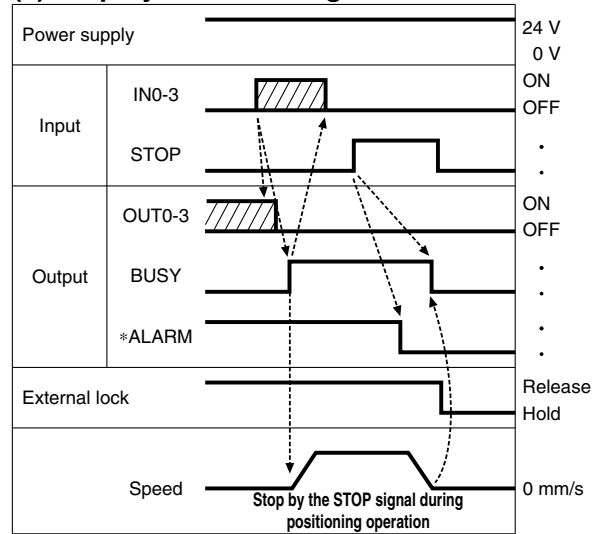 Power supply
24 V
0 V
Input
IN0-3
ON
OFF
STOP
Output
OUT0-3
ON
OFF
BUSY
*ALARM
External lock
Release
Hold
Speed
0 mm/s
Stop by the STOP signal during
positioning operation